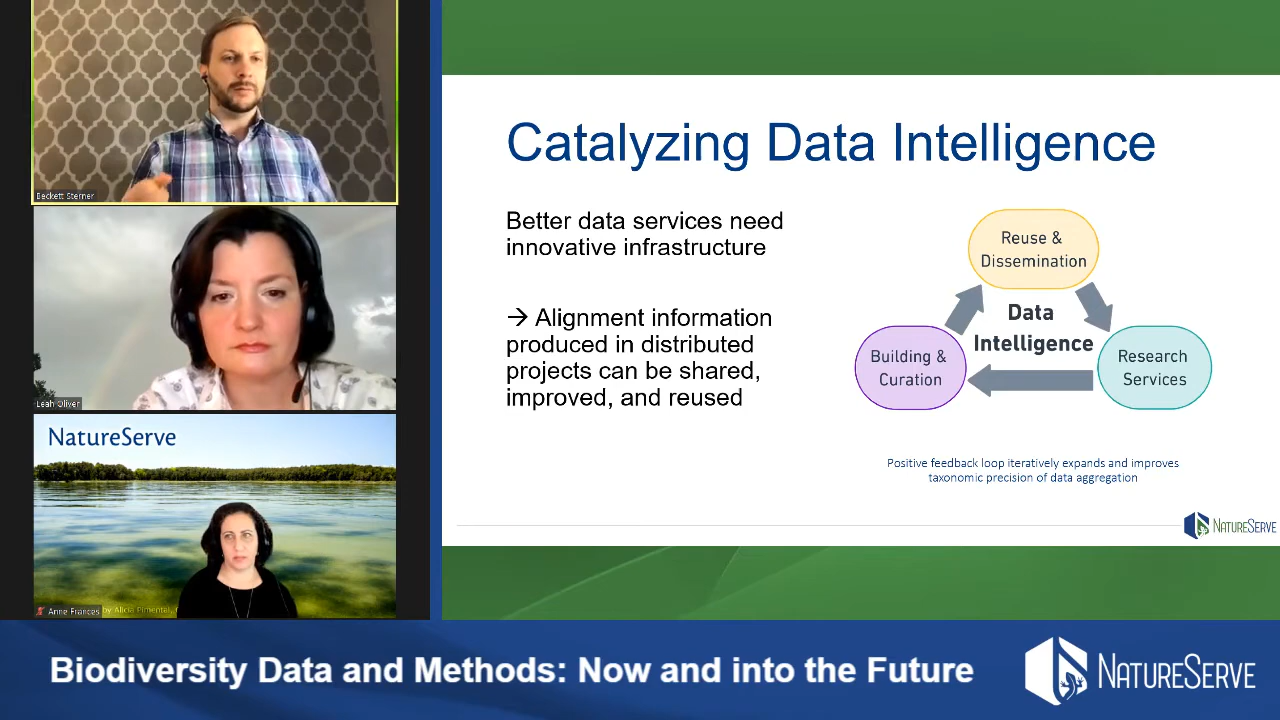 Beckett Sterner
Leah Oliver
NatureServe
Anne Frances
by Alicia Pimental,
Catalyzing Data Intelligence
Better data services need
innovative infrastructure
→ Alignment information
produced in distributed
projects can be shared,
improved, and reused
Reuse &
Dissemination
Data
Intelligence
Building &
Curation
Research
Services
Positive feedback loop iteratively expands and improves
taxonomic precision of data aggregation
NATURESERVE
Biodiversity Data and Methods: Now and into the Future
NATURESERVE